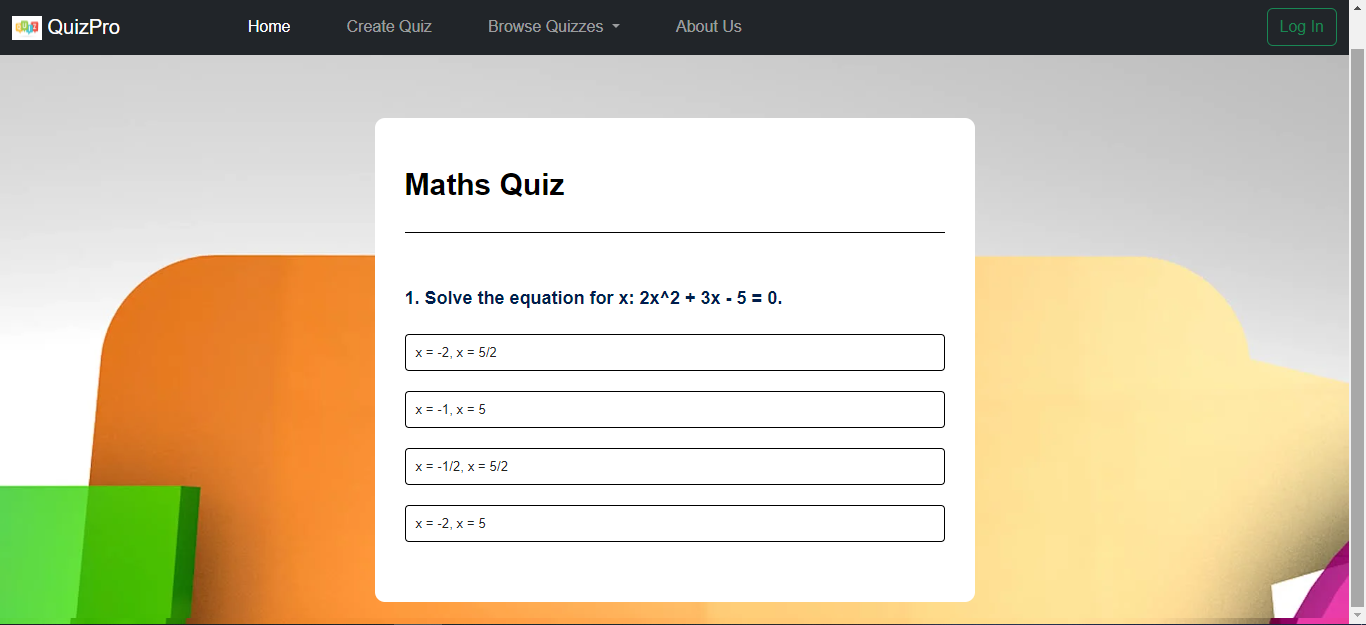 QuizPro Home Create Quiz Browse Quizzes About Us Log In
Maths Quiz
1. Solve the equation for x: 2x^2 + 3x - 5 = 0.
x = -2, x = 5/2
x = -1, x = 5
x = -1/2, x = 5/2
x = -2, x = 5